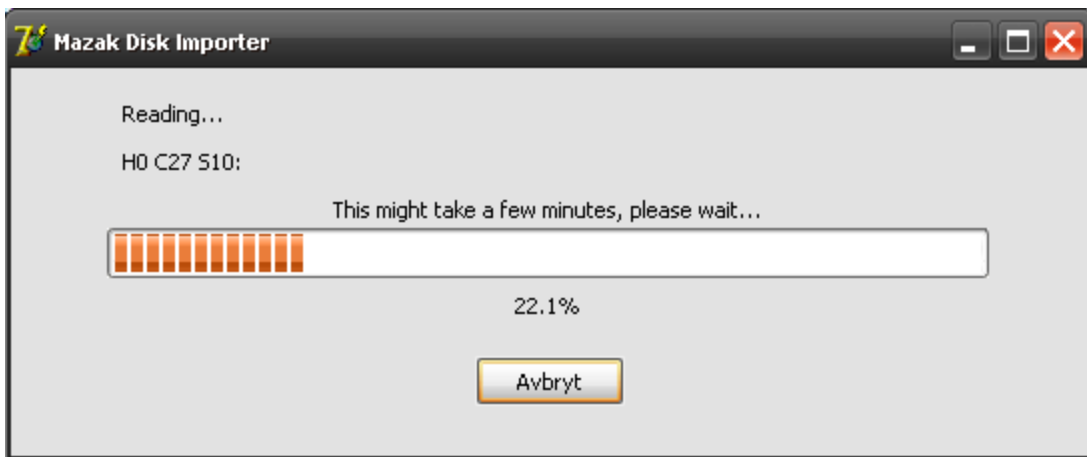 Mazak Disk Importer
Reading...
H0 C27 S10:
This might take a few minutes, please wait...
22.1%
Avbryt